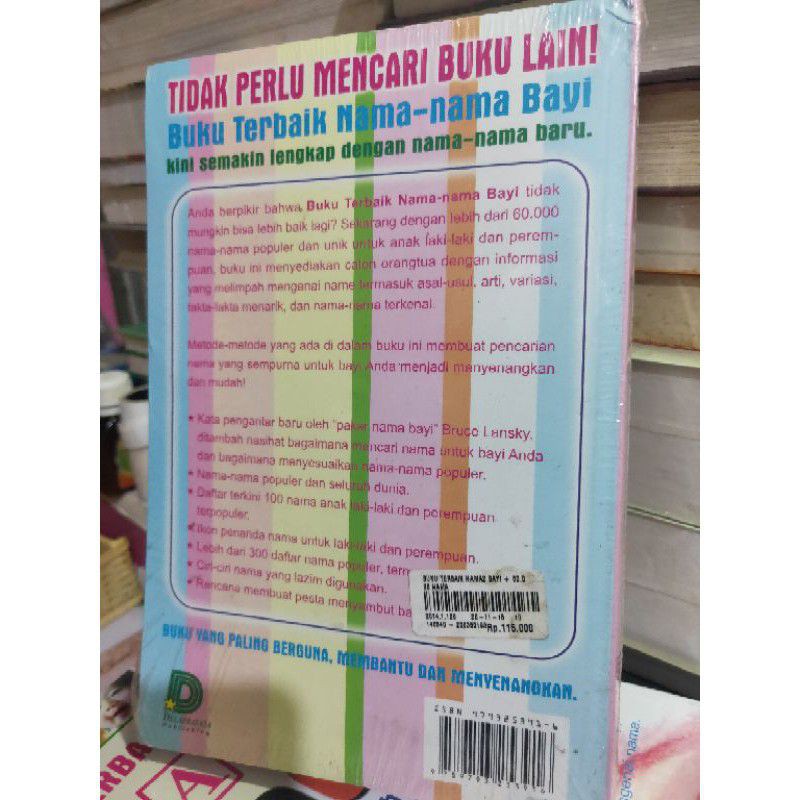 TIDAK PERLU MENCARI BUKU LAIN!
Buku Terbaik Nama-nama Bayi
kini semakin lengkap dengan nama-nama baru.
Anda berpikir bahwa Buku Terbaik Nama-nama Bayi tidak
mungkin bisa lebih baik lagi? Sekarang dengan lebih dari 60.000
nama-nama populer dan unik untuk anak laki-laki dan perem-
puan, buku ini menyediakan calon orangtua dengan informasi
yang melimpah mengenai name termasuk asal-usul, arti, variasi,
fakta-fakta menarik, dan nama-nama terkenal.
Metode-metode yang ada di dalam buku ini membuat pencarian
nama yang sempurna untuk bayi Anda menjadi menyenangkan
dan mudah!
★ Kata pengantar baru oleh "pakar nama bayi" Bruce Lansky,
ditambah nasihat bagaimana mencari nama untuk bayi Anda
dan bagaimana menyesuaikan nama-nama populer.
★ Nama-nama populer dari seluruh dunia.
★ Daftar terkini 100 nama anak laki-laki dan perempuan
terpopuler.
★ Ikon penanda nama untuk laki-laki dan perempuan.
★ Lebih dari 300 daftar nama populer, term
★ Ciri-ciri nama yang lazim digunakan.
★ Rencana membuat pesta menyambut ba
BUKU TERBAIK NAMA2 BAYI + 60.0
00 NAMA
Rp.115,000
BUKU YANG PALING BERGUNA, MEMBANTU DAN MENYENANGKAN.
D
Publishing
ISBN
ERBA
A
nama.